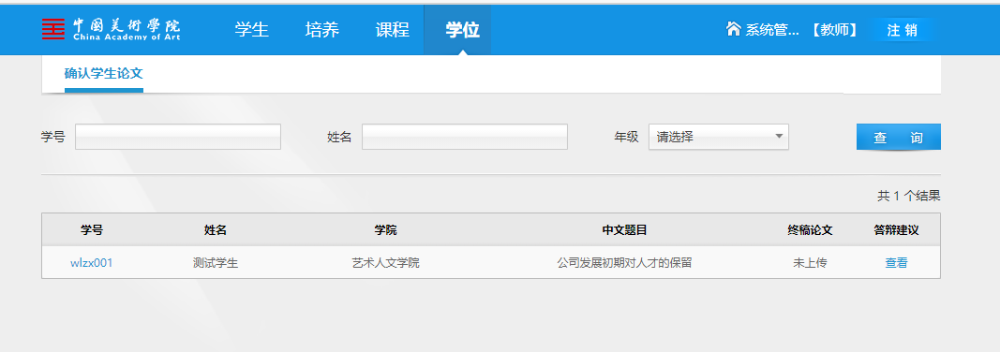 中国美術学院
China Academy of Art
学生 培养 课程 学位
系统管... 【教师】 注 销
确认学生论文
学号 姓名 年级 请选择 查 询
共 1 个结果
学号 姓名 学院 中文题目 终稿论文 答辩建议
wlzx001 测试学生 艺术人文学院 公司发展初期对人才的保留 未上传 查看